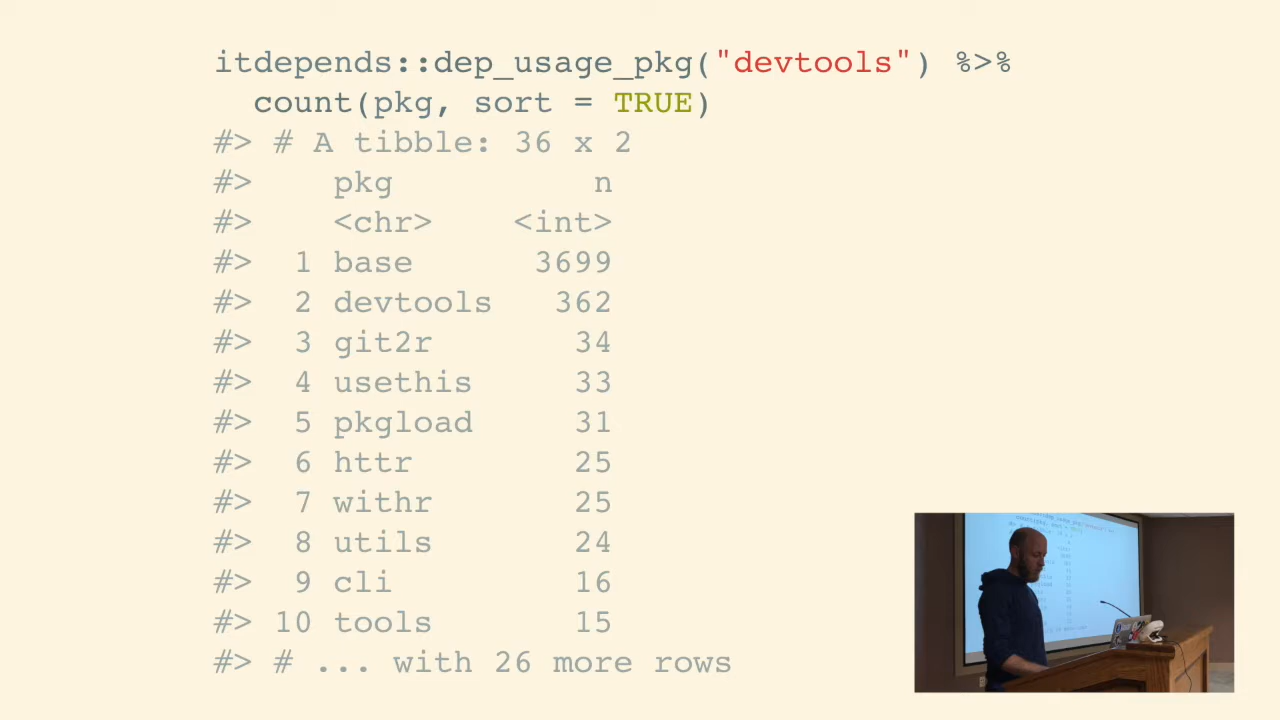 itdepends::dep_usage_pkg("devtools") %>%
  count(pkg, sort = TRUE)
#> # A tibble: 36 x 2
#>    pkg          n
#>    <chr>    <int>
#>  1 base      3699
#>  2 devtools   362
#>  3 git2r       34
#>  4 usethis     33
#>  5 pkgload     31
#>  6 httr        25
#>  7 withr       25
#>  8 utils       24
#>  9 cli         16
#> 10 tools       15
#> # ... with 26 more rows